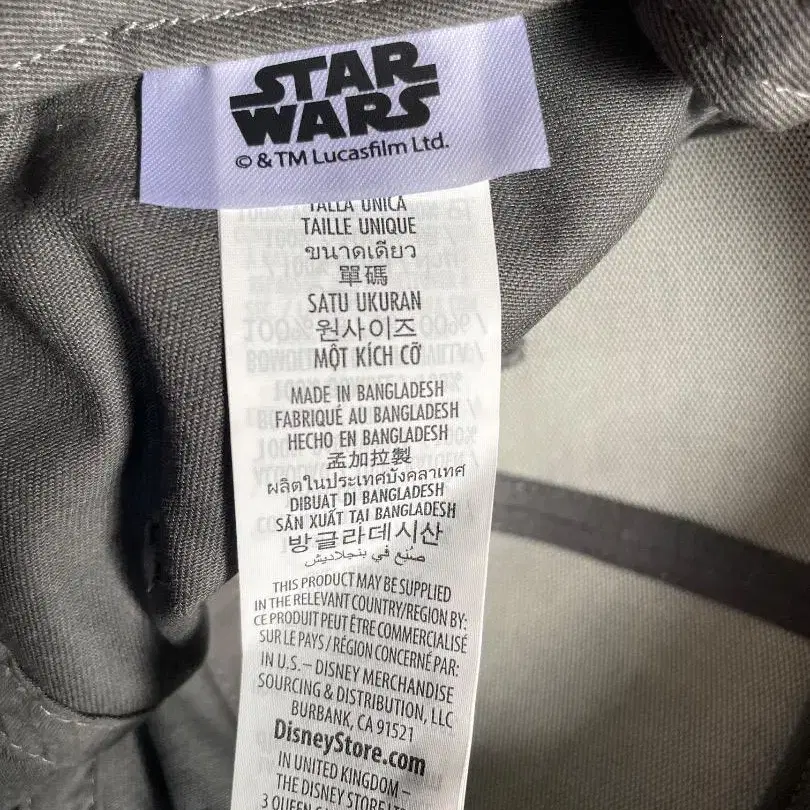 STAR
WARS
© & TM Lucasfilm Ltd.
TALLA UNICA
TAILLE UNIQUE
ขนาดเดียว
單碼
SATU UKURAN
원사이즈
MỘT KÍCH CỠ
MADE IN BANGLADESH
FABRIQUÉ AU BANGLADESH
HECHO EN BANGLADESH
孟加拉製
ผลิตในประเทศบังคลาเทศ
DIBUAT DI BANGLADESH
SẢN XUẤT TẠI BANGLADESH
방글라데시산
صُنع في بنجلاديش
THIS PRODUCT MAY BE SUPPLIED
IN THE RELEVANT COUNTRY/REGION BY:
CE PRODUIT PEUT ÊTRE COMMERCIALISÉ
SUR LE PAYS / RÉGION CONCERNÉ PAR:
IN U.S. – DISNEY MERCHANDISE
SOURCING & DISTRIBUTION, LLC
BURBANK, CA 91521
DisneyStore.com
IN UNITED KINGDOM –
THE DISNEY STORE LTD
3 QUEEN